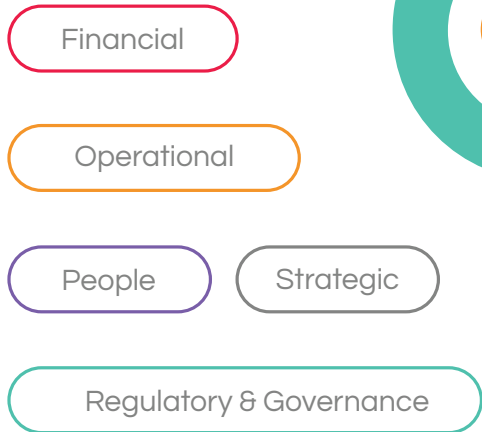 Financial
Operational
People Strategic
Regulatory & Governance